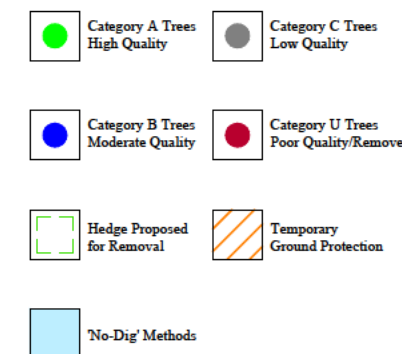 Category A Trees
High Quality
Category C Trees
Low Quality
Category B Trees
Moderate Quality
Category U Trees
Poor Quality/Remove
Hedge Proposed
for Removal
Temporary
Ground Protection
'No-Dig' Methods